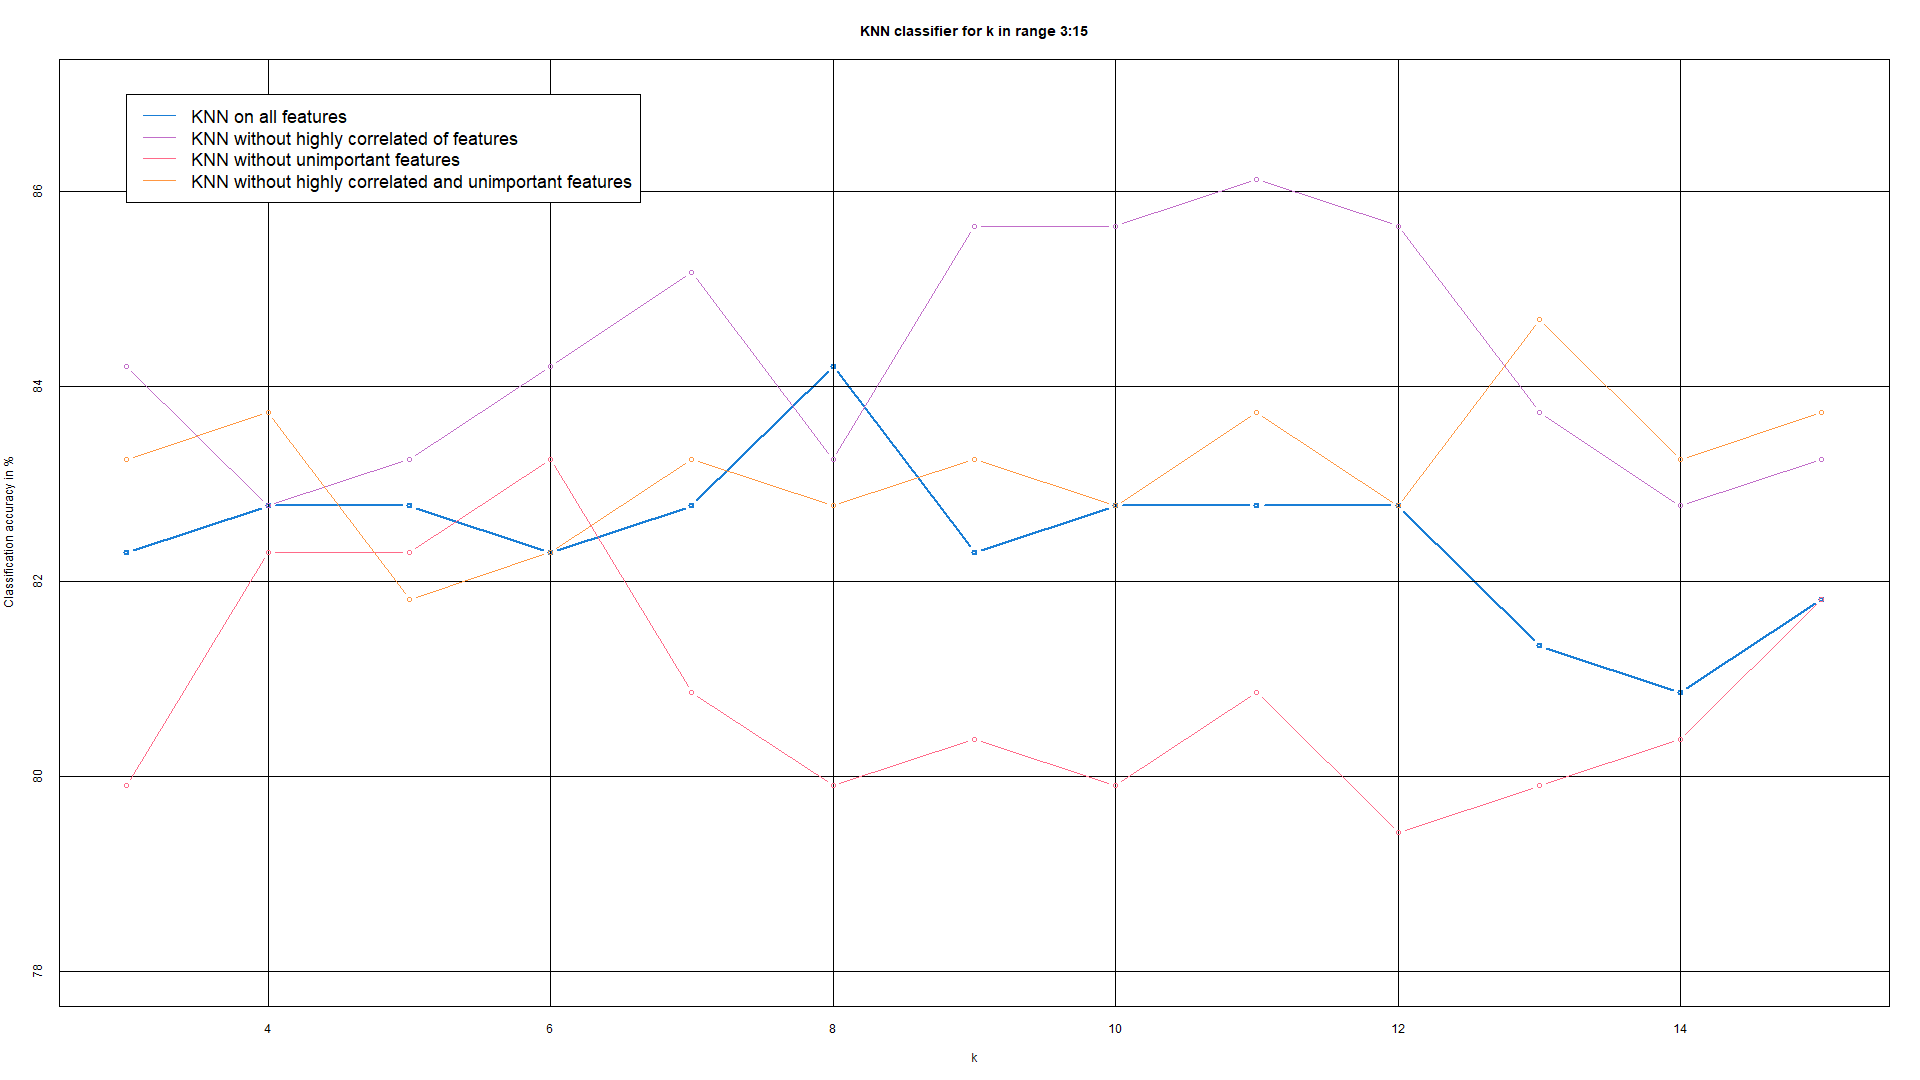 KNN classifier for k in range 3:15
KNN on all features
KNN without highly correlated of features
KNN without unimportant features
KNN without highly correlated and unimportant features
Classification accuracy in %
86
84
82
80
78
4 6 8 10 12 14
k